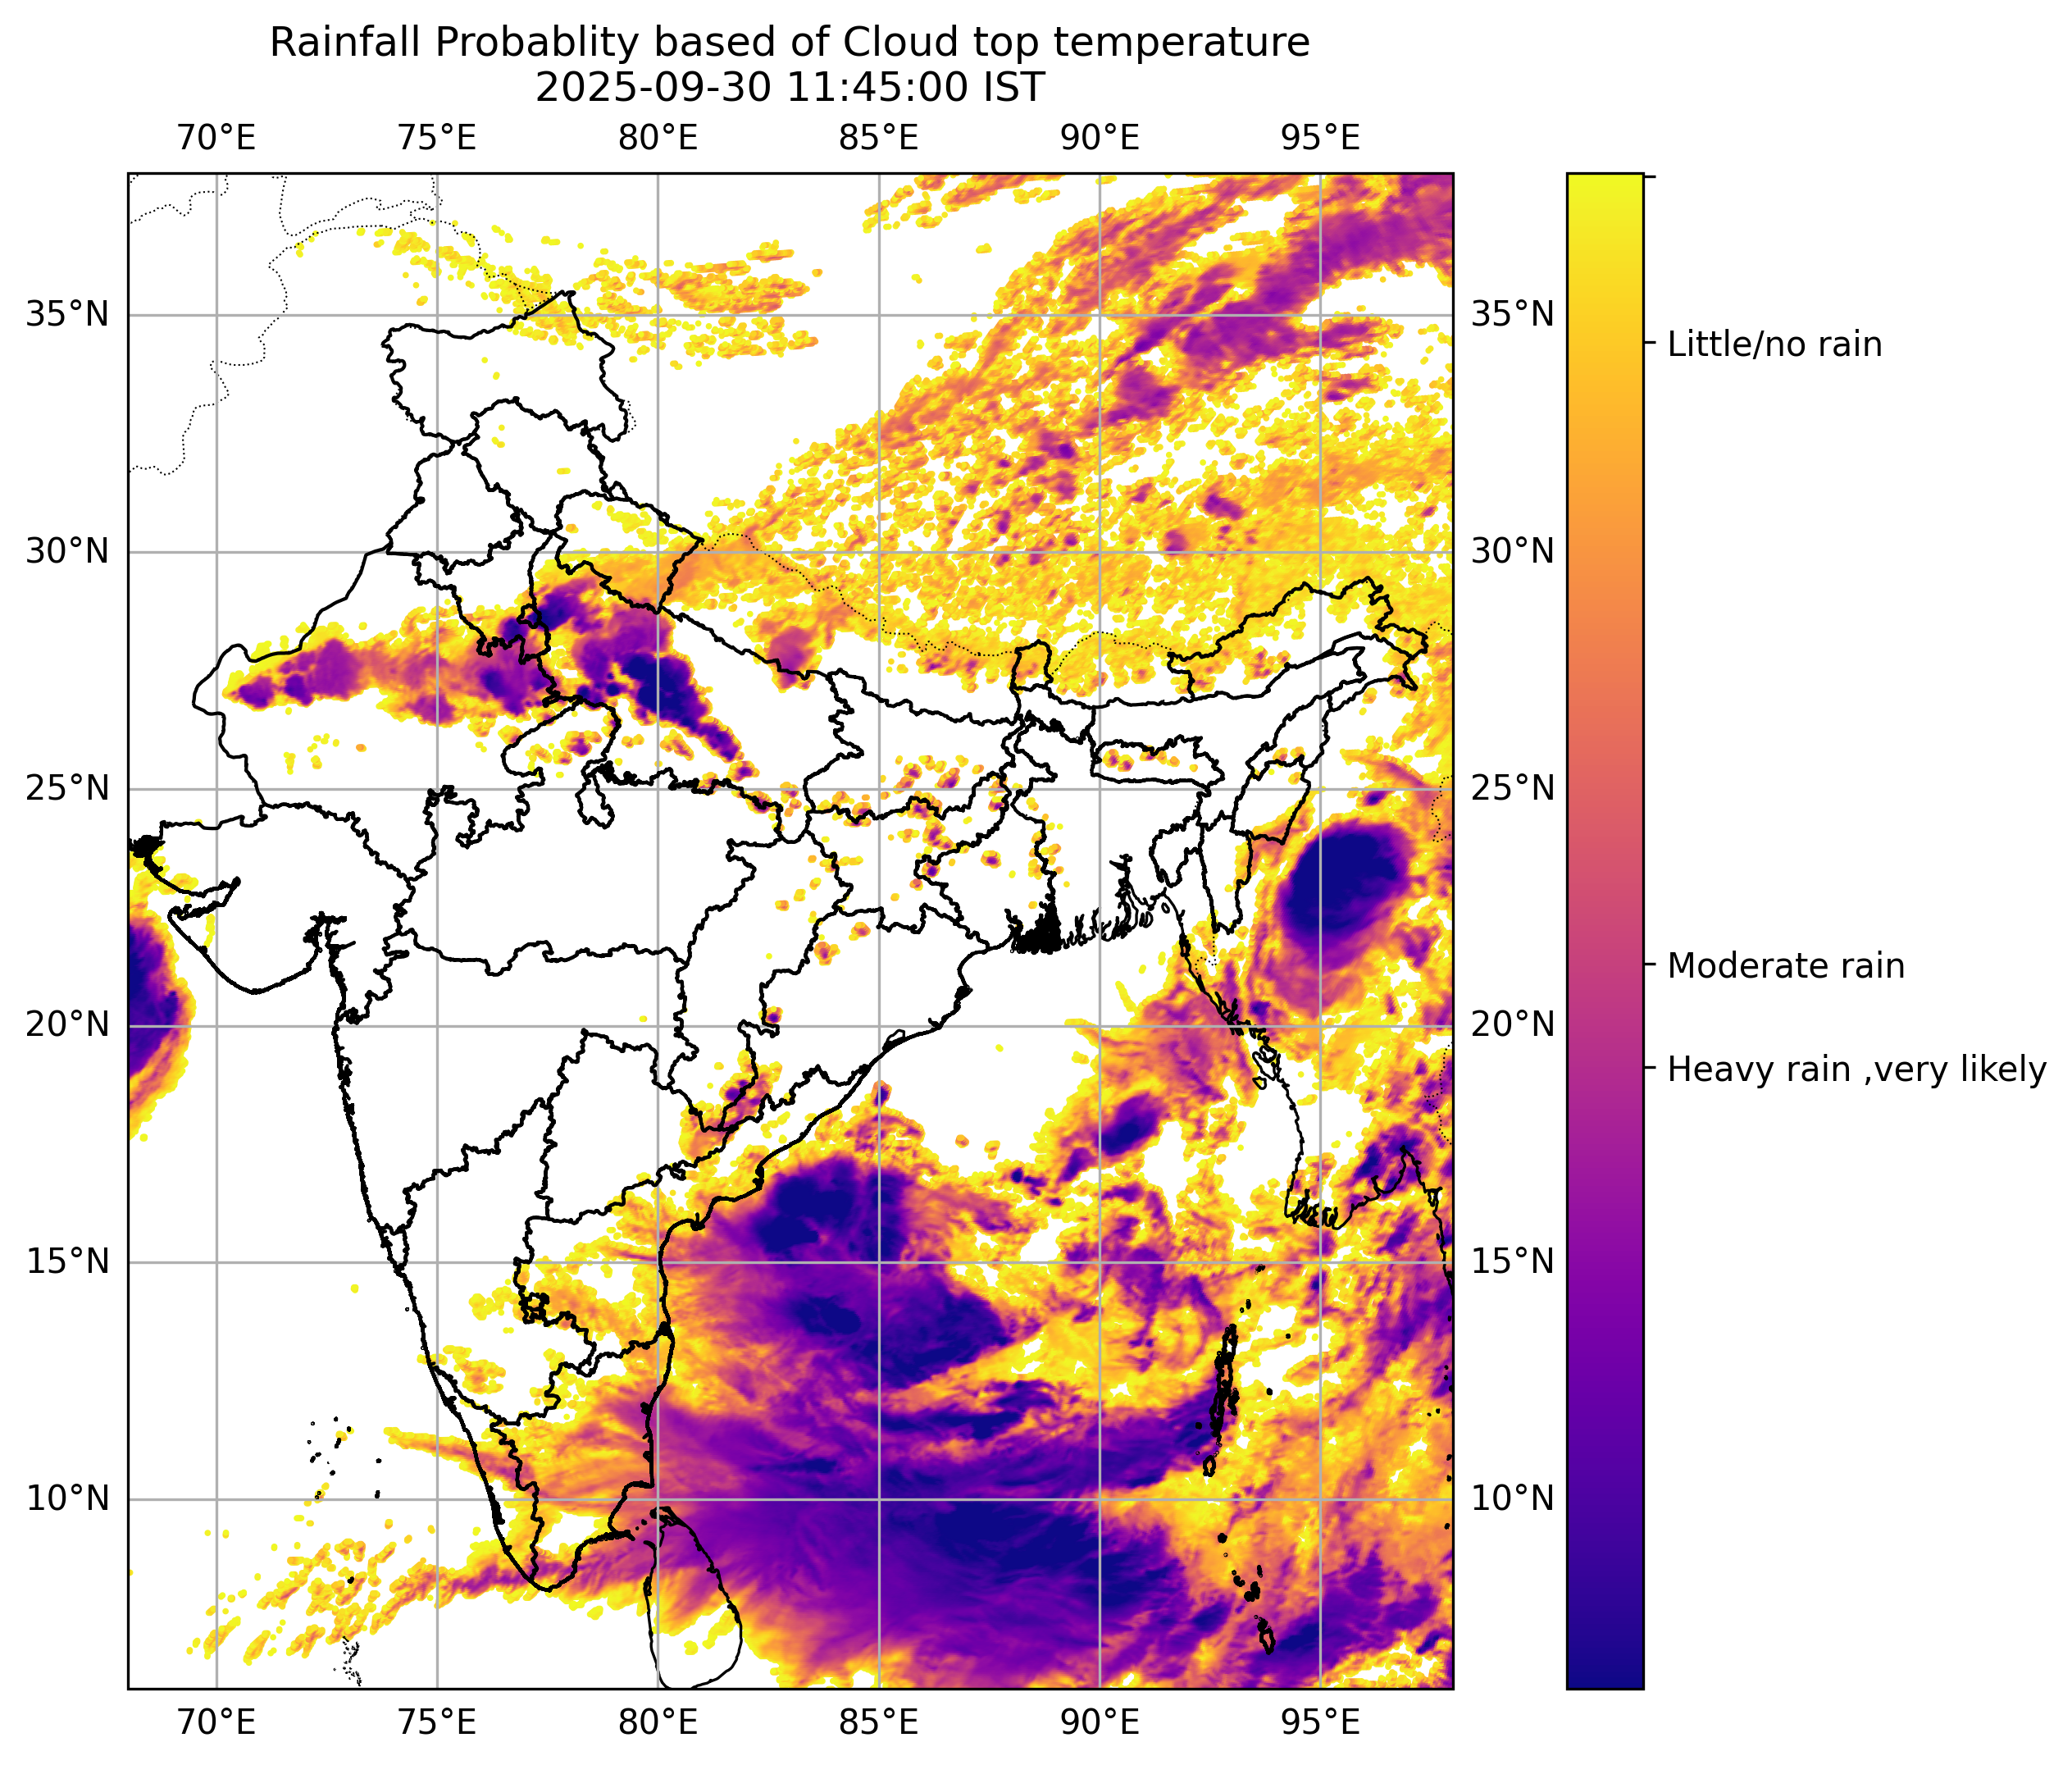 Rainfall Probablity based of Cloud top temperature
2025-09-30 11:45:00 IST
70°E 75°E 80°E 85°E 90°E 95°E
35°N 35°N
Little/no rain
30°N 30°N
25°N 25°N
Moderate rain
20°N 20°N
Heavy rain ,very likely
15°N 15°N
10°N 10°N
70°E 75°E 80°E 85°E 90°E 95°E